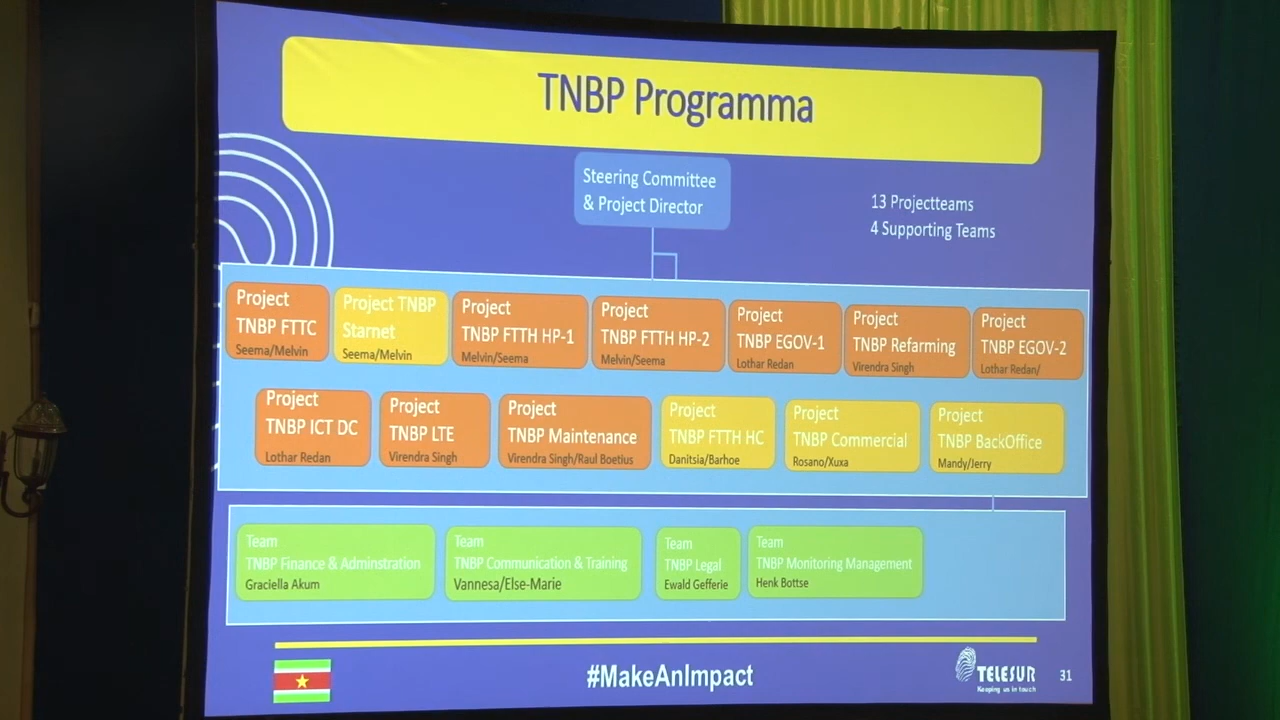 TNBP Programma
Steering Committee
& Project Director
13 Projectteams
4 Supporting Teams
Project
TNBP FTTC
Seema/Melvin
Project TNBP
Starnet
Seema/Melvin
Project
TNBP FTTH HP-1
Melvin/Seema
Project
TNBP FTTH HP-2
Melvin/Seema
Project
TNBP EGOV-1
Lothar Redan
Project
TNBP Refarming
Virendra Singh
Project
TNBP EGOV-2
Lothar Redan/
Project
TNBP ICT DC
Lothar Redan
Project
TNBP LTE
Virendra Singh
Project
TNBP Maintenance
Virendra Singh/Raul Boetius
Project
TNBP FTTH HC
Danitsia/Barhoe
Project
TNBP Commercial
Rosano/Xuxa
Project
TNBP BackOffice
Mandy/Jerry
Team
TNBP Finance & Adminstration
Graciella Akum
Team
TNBP Communication & Training
Vannesa/Else-Marie
Team
TNBP Legal
Ewald Gefferie
Team
TNBP Monitoring Management
Henk Bottse
#MakeAnImpact
TELESUR
Keeping us in touch
31